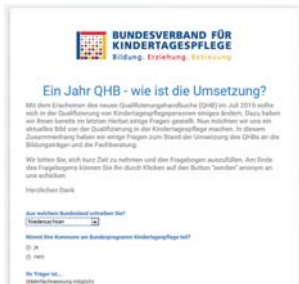 BUNDESVERBAND FÜR
KINDERTAGESPFLEGE
Bildung. Erziehung. Betreuung
Ein Jahr QHB - wie ist die Umsetzung?
Mit dem Erscheinen des neuen Qualifizierungshandbuchs (QHB) im Juli 2015 sollte
sich in der Qualifizierung von Kindertagespflegepersonen einiges ändern. Dazu haben
wir Ihnen bereits im letzten Herbst einige Fragen gestellt. Nun möchten wir uns ein
aktuelles Bild von der Qualifizierung in der Kindertagespflege machen. In diesem
Zusammenhang haben wir einige Fragen zum Stand der Umsetzung des QHBs an die
Bildungsträger und die Fachberatung.
Wir bitten Sie, sich kurz Zeit zu nehmen und den Fragebogen auszufüllen. Am Ende
des Fragebogens können Sie ihn durch Klicken auf den Button "senden" anonym an
uns schicken.
Herzlichen Dank
Aus welchem Bundesland schreiben Sie?
Niedersachsen
Nimmt Ihre Kommune am Bundesprogramm Kindertagespflege teil?
ja
nein
Ihr Träger ist...
(Mehrfachnennung möglich)